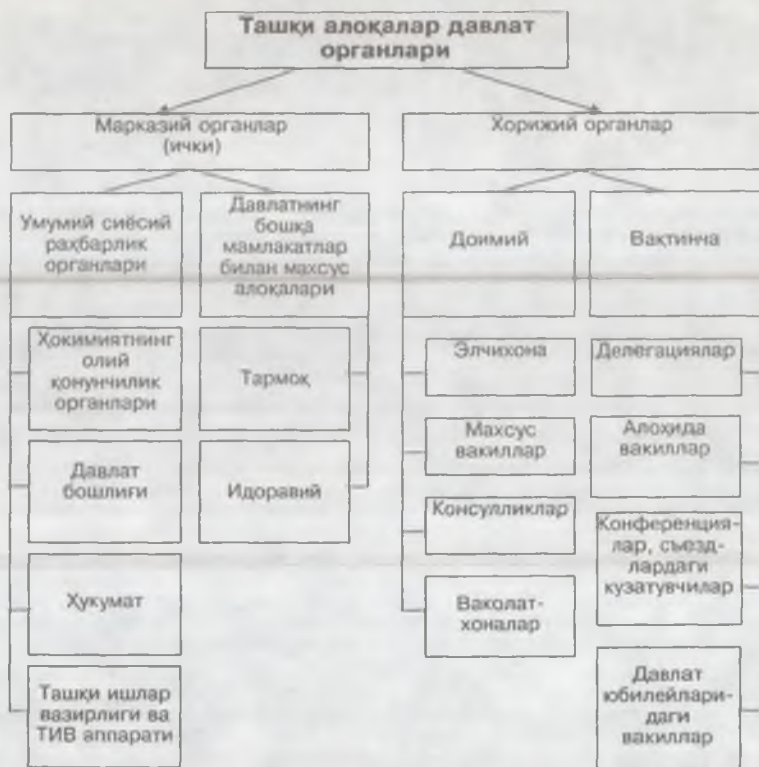 Ташқи алоқалар давлат
органлари
Марказий органлар
(ички)
Хорижий органлар
Умумий сиёсий
раҳбарлик
органлари
Давлатнинг
бошқа
мамлакатлар
билан махсус
алоқалари
Доимий
Вақтинча
Ҳокимиятнинг
олий
қонунчилик
органлари
Тармоқ
Элчихона
Делегациялар
Давлат
бошлиғи
Идоравий
Махсус
вакиллар
Алоҳида
вакиллар
Консулликлар
Конференция-
лар, съезд-
лардаги
кузатувчилар
Ҳукумат
Ваколат-
хоналар
Ташқи ишлар
вазирлиги ва
ТИВ аппарати
Давлат
юбилейлари-
даги
вакиллар